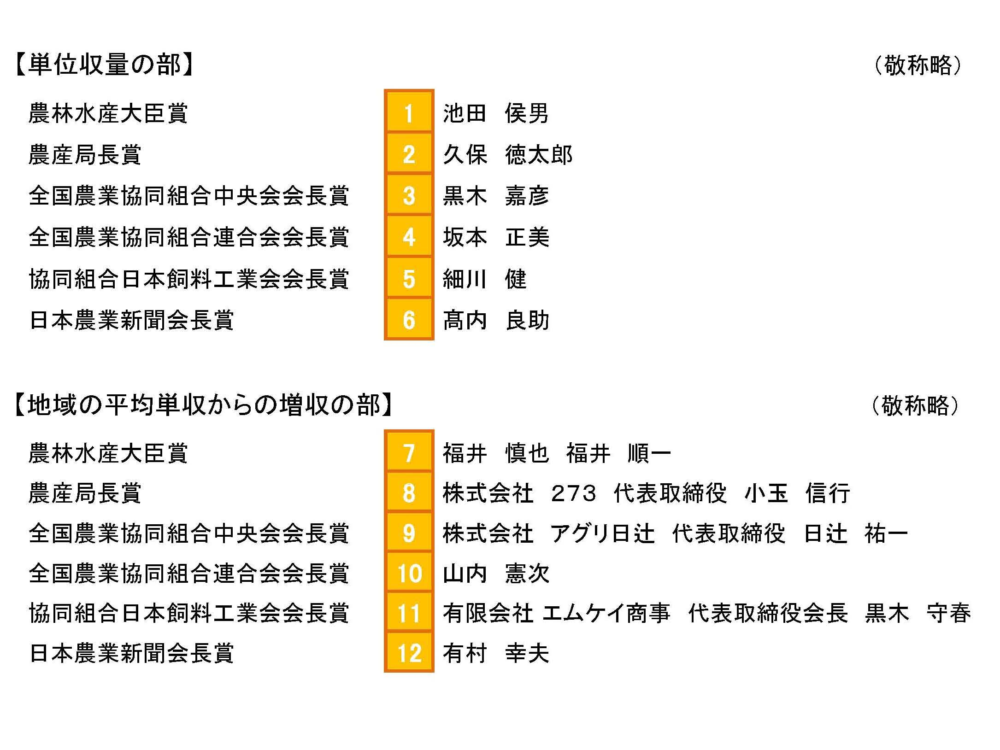 【単位収量の部】 （敬称略）
農林水産大臣賞 1 池田　侯男
農産局長賞 2 久保　徳太郎
全国農業協同組合中央会会長賞 3 黒木　嘉彦
全国農業協同組合連合会会長賞 4 坂本　正美
協同組合日本飼料工業会会長賞 5 細川　健
日本農業新聞会長賞 6 髙内　良助
【地域の平均単収からの増収の部】 （敬称略）
農林水産大臣賞 7 福井　慎也　福井　順一
農産局長賞 8 株式会社　２７３　代表取締役　小玉　信行
全国農業協同組合中央会会長賞 9 株式会社　アグリ日辻　代表取締役　日辻　祐一
全国農業協同組合連合会会長賞 10 山内　憲次
協同組合日本飼料工業会会長賞 11 有限会社 エムケイ商事　代表取締役会長　黒木　守春
日本農業新聞会長賞 12 有村　幸夫